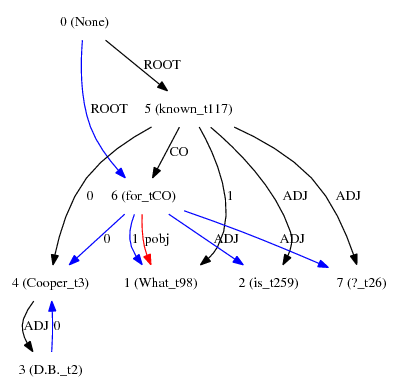 0 (None)
ROOT
ROOT 5 (known_t117)
CO
0 6 (for_tCO) 1 ADJ ADJ
0 1 pobj ADJ ADJ
4 (Cooper_t3) 1 (What_t98) 2 (is_t259) 7 (?_t26)
ADJ 0
3 (D.B._t2)